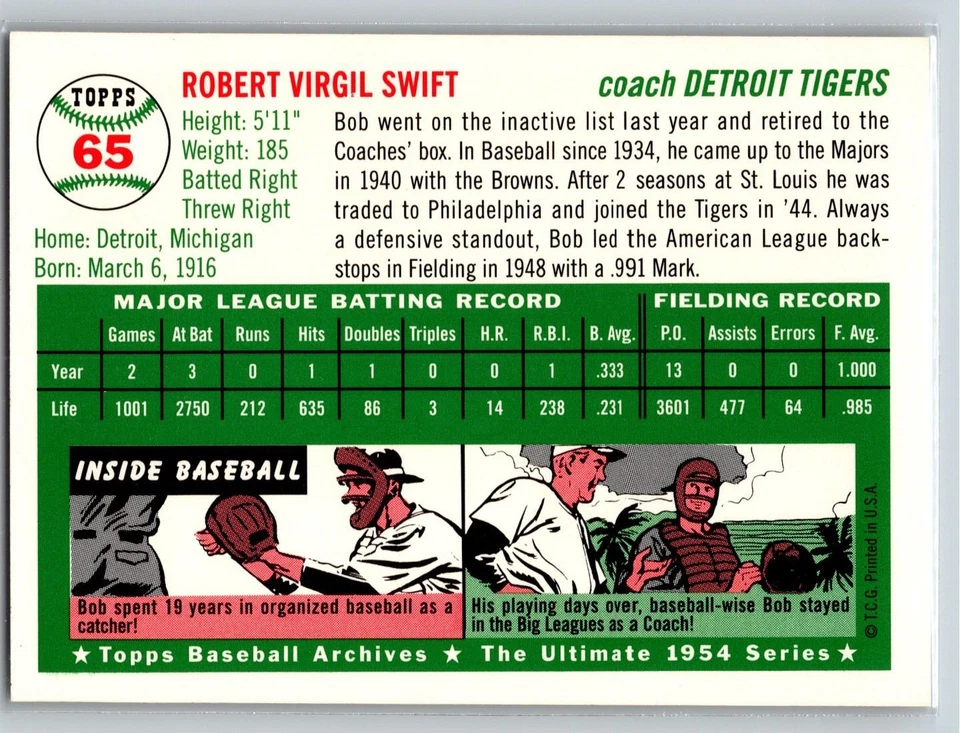 TOPPS
65
ROBERT VIRGIL SWIFT
coach DETROIT TIGERS
Height: 5'11"
Weight: 185
Batted Right
Threw Right
Home: Detroit, Michigan
Born: March 6, 1916
Bob went on the inactive list last year and retired to the
Coaches' box. In Baseball since 1934, he came up to the Majors
in 1940 with the Browns. After 2 seasons at St. Louis he was
traded to Philadelphia and joined the Tigers in '44. Always
a defensive standout, Bob led the American League back-
stops in Fielding in 1948 with a .991 Mark.
MAJOR LEAGUE BATTING RECORD FIELDING RECORD
Games At Bat Runs Hits Doubles Triples H.R. R.B.I. B. Avg. P.O. Assists Errors F. Avg.
Year 2 3 0 1 1 0 0 1 .333 13 0 0 1.000
Life 1001 2750 212 635 86 3 14 238 .231 3601 477 64 .985
INSIDE BASEBALL
Bob spent 19 years in organized baseball as a
catcher!
His playing days over, baseball-wise Bob stayed
in the Big Leagues as a Coach!
© T.C.G. Printed in U.S.A.
★ Topps Baseball Archives ★ The Ultimate 1954 Series ★